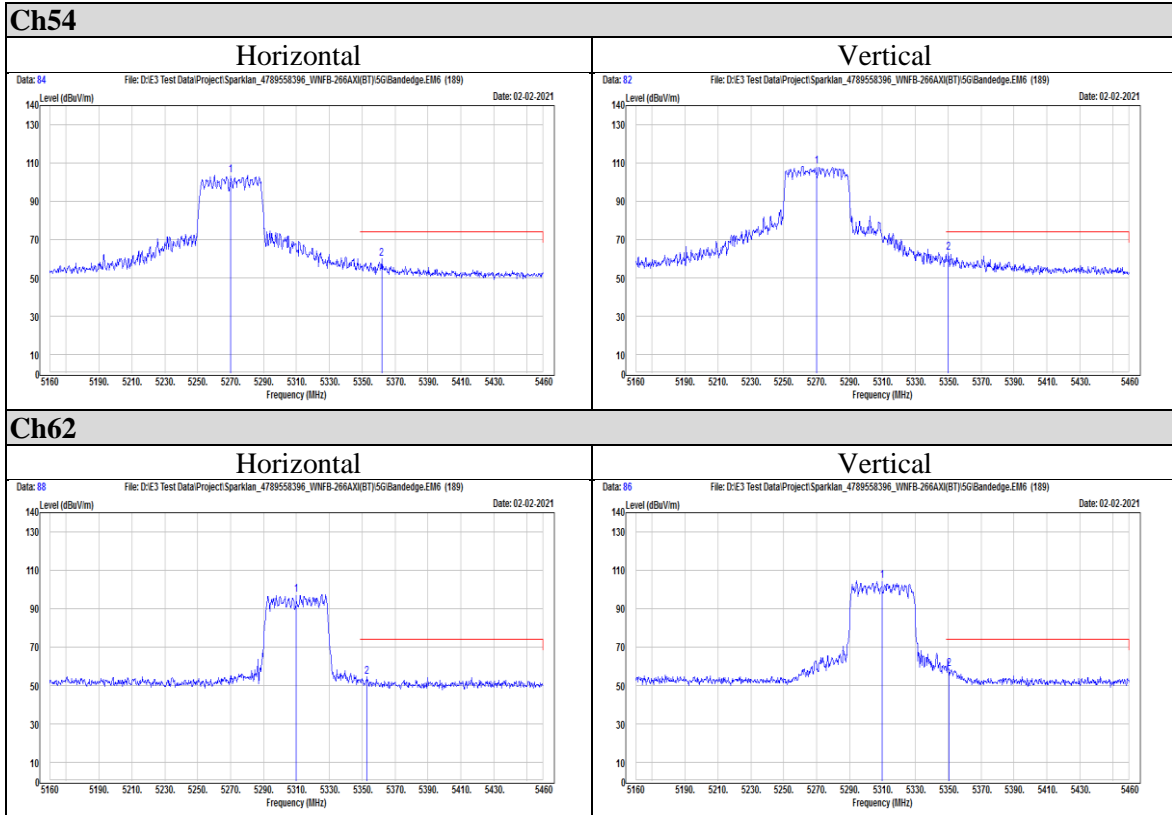 Ch54
Horizontal Vertical
Data: 84 File: D:\E3 Test Data\Project\Sparklan_4789558396_WNFB-266AXI(BT)\5G\Bandedge.EM6 (189)
140 Level (dBuV/m) Date: 02-02-2021
130
110
90
70
50
30
10
0
1
2
5160 5190. 5210. 5230. 5250. 5270. 5290. 5310. 5330. 5350. 5370. 5390. 5410. 5430. 5460
Frequency (MHz)
Data: 82 File: D:\E3 Test Data\Project\Sparklan_4789558396_WNFB-266AXI(BT)\5G\Bandedge.EM6 (189)
140 Level (dBuV/m) Date: 02-02-2021
130
110
90
70
50
30
10
0
1
2
5160 5190. 5210. 5230. 5250. 5270. 5290. 5310. 5330. 5350. 5370. 5390. 5410. 5430. 5460
Frequency (MHz)
Ch62
Horizontal Vertical
Data: 88 File: D:\E3 Test Data\Project\Sparklan_4789558396_WNFB-266AXI(BT)\5G\Bandedge.EM6 (189)
140 Level (dBuV/m) Date: 02-02-2021
130
110
90
70
50
30
10
0
1
2
5160 5190. 5210. 5230. 5250. 5270. 5290. 5310. 5330. 5350. 5370. 5390. 5410. 5430. 5460
Frequency (MHz)
Data: 86 File: D:\E3 Test Data\Project\Sparklan_4789558396_WNFB-266AXI(BT)\5G\Bandedge.EM6 (189)
140 Level (dBuV/m) Date: 02-02-2021
130
110
90
70
50
30
10
0
1
2
5160 5190. 5210. 5230. 5250. 5270. 5290. 5310. 5330. 5350. 5370. 5390. 5410. 5430. 5460
Frequency (MHz)